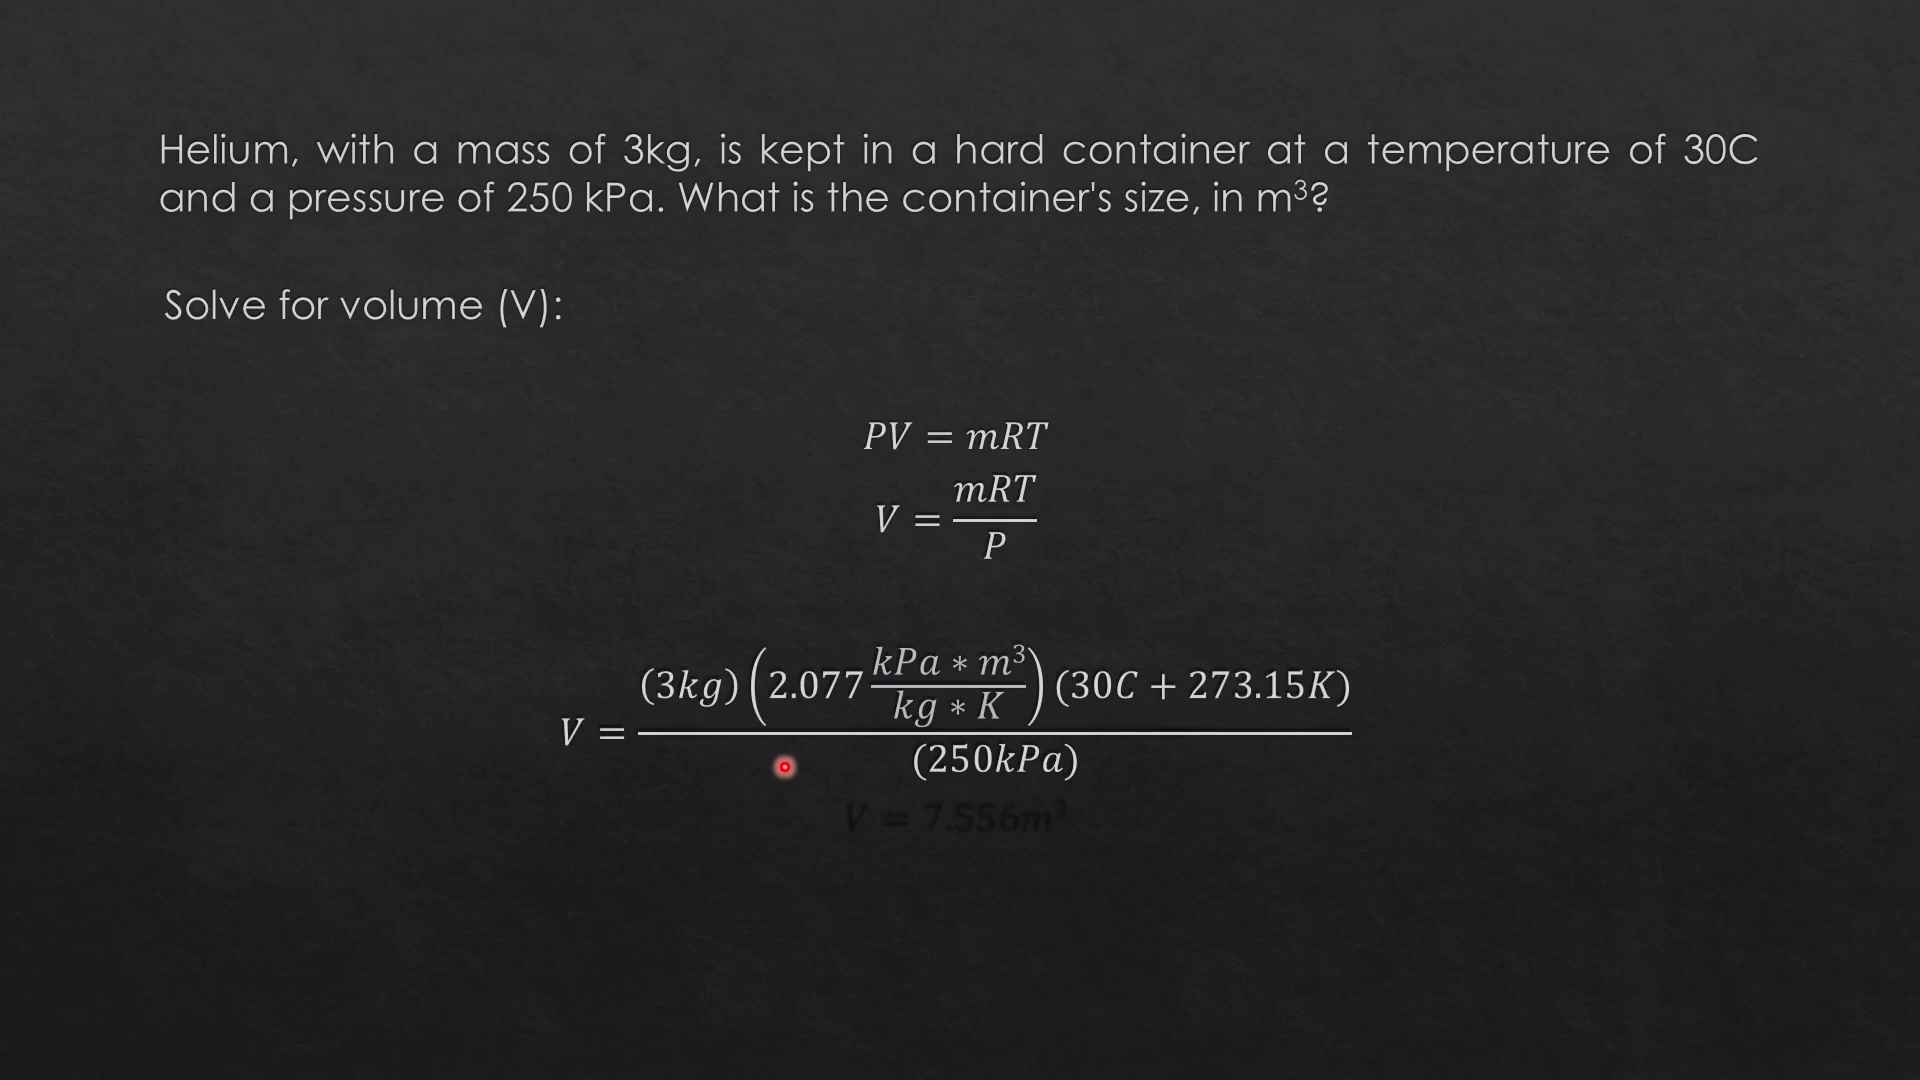 Helium, with a mass of 3kg, is kept in a hard container at a temperature of 30C
and a pressure of 250 kPa. What is the container's size, in m³?
Solve for volume (V):
PV = mRT
V = mRT / P
V = (3kg) (2.077 (kPa * m³)/(kg * K)) (30C + 273.15K) / (250kPa)
V = 7.556m³